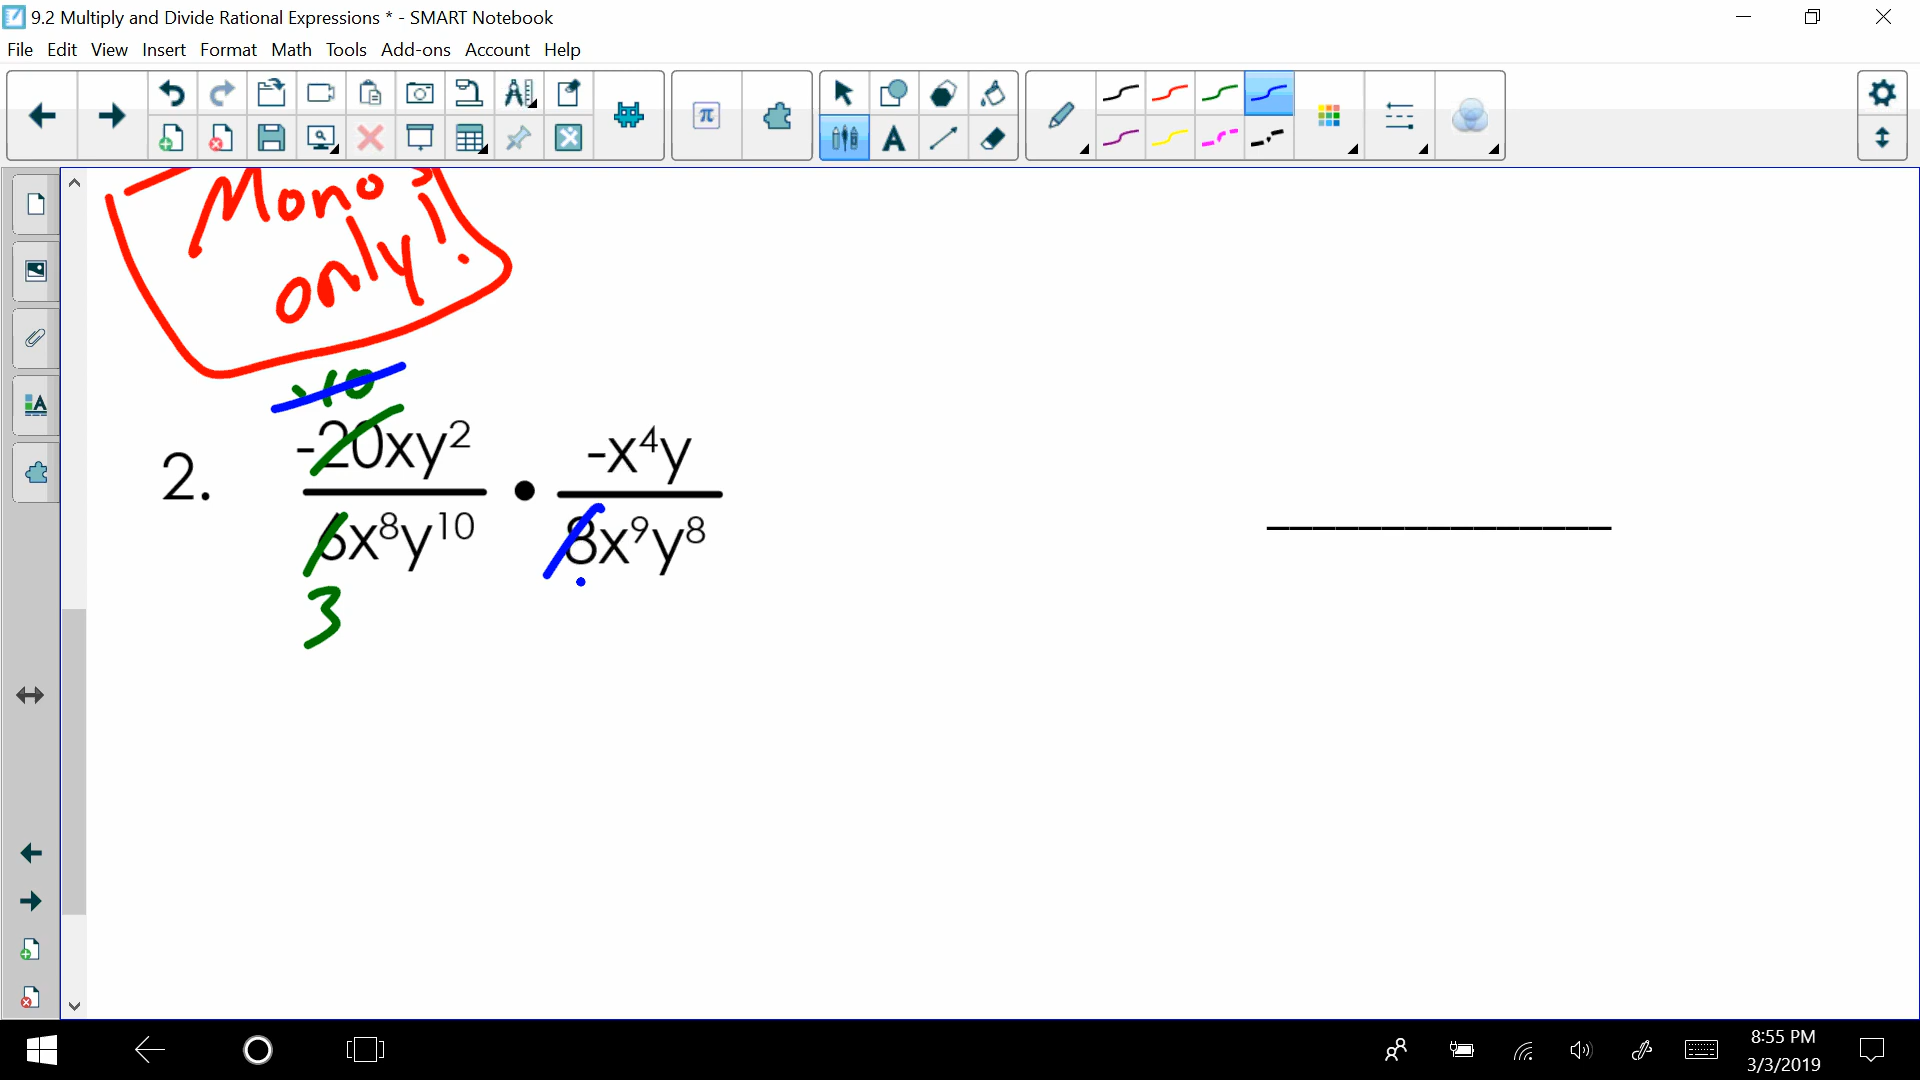 9.2 Multiply and Divide Rational Expressions * - SMART Notebook
File Edit View Insert Format Math Tools Add-ons Account Help
π
A
A
Mono's
only!
-10
2. -20xy² / 6x⁸y¹⁰ • -x⁴y / 8x⁹y⁸
3
8:55 PM
3/3/2019